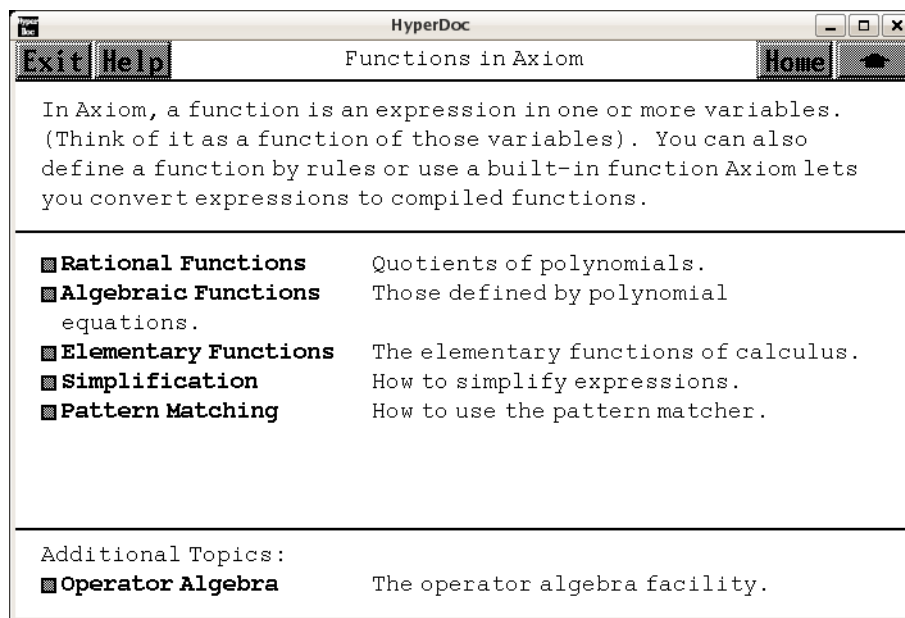 Hyper Doc
HyperDoc
Exit Help Functions in Axiom Home
In Axiom, a function is an expression in one or more variables.
(Think of it as a function of those variables). You can also
define a function by rules or use a built-in function Axiom lets
you convert expressions to compiled functions.
Rational Functions Quotients of polynomials.
Algebraic Functions Those defined by polynomial
equations.
Elementary Functions The elementary functions of calculus.
Simplification How to simplify expressions.
Pattern Matching How to use the pattern matcher.
Additional Topics:
Operator Algebra The operator algebra facility.